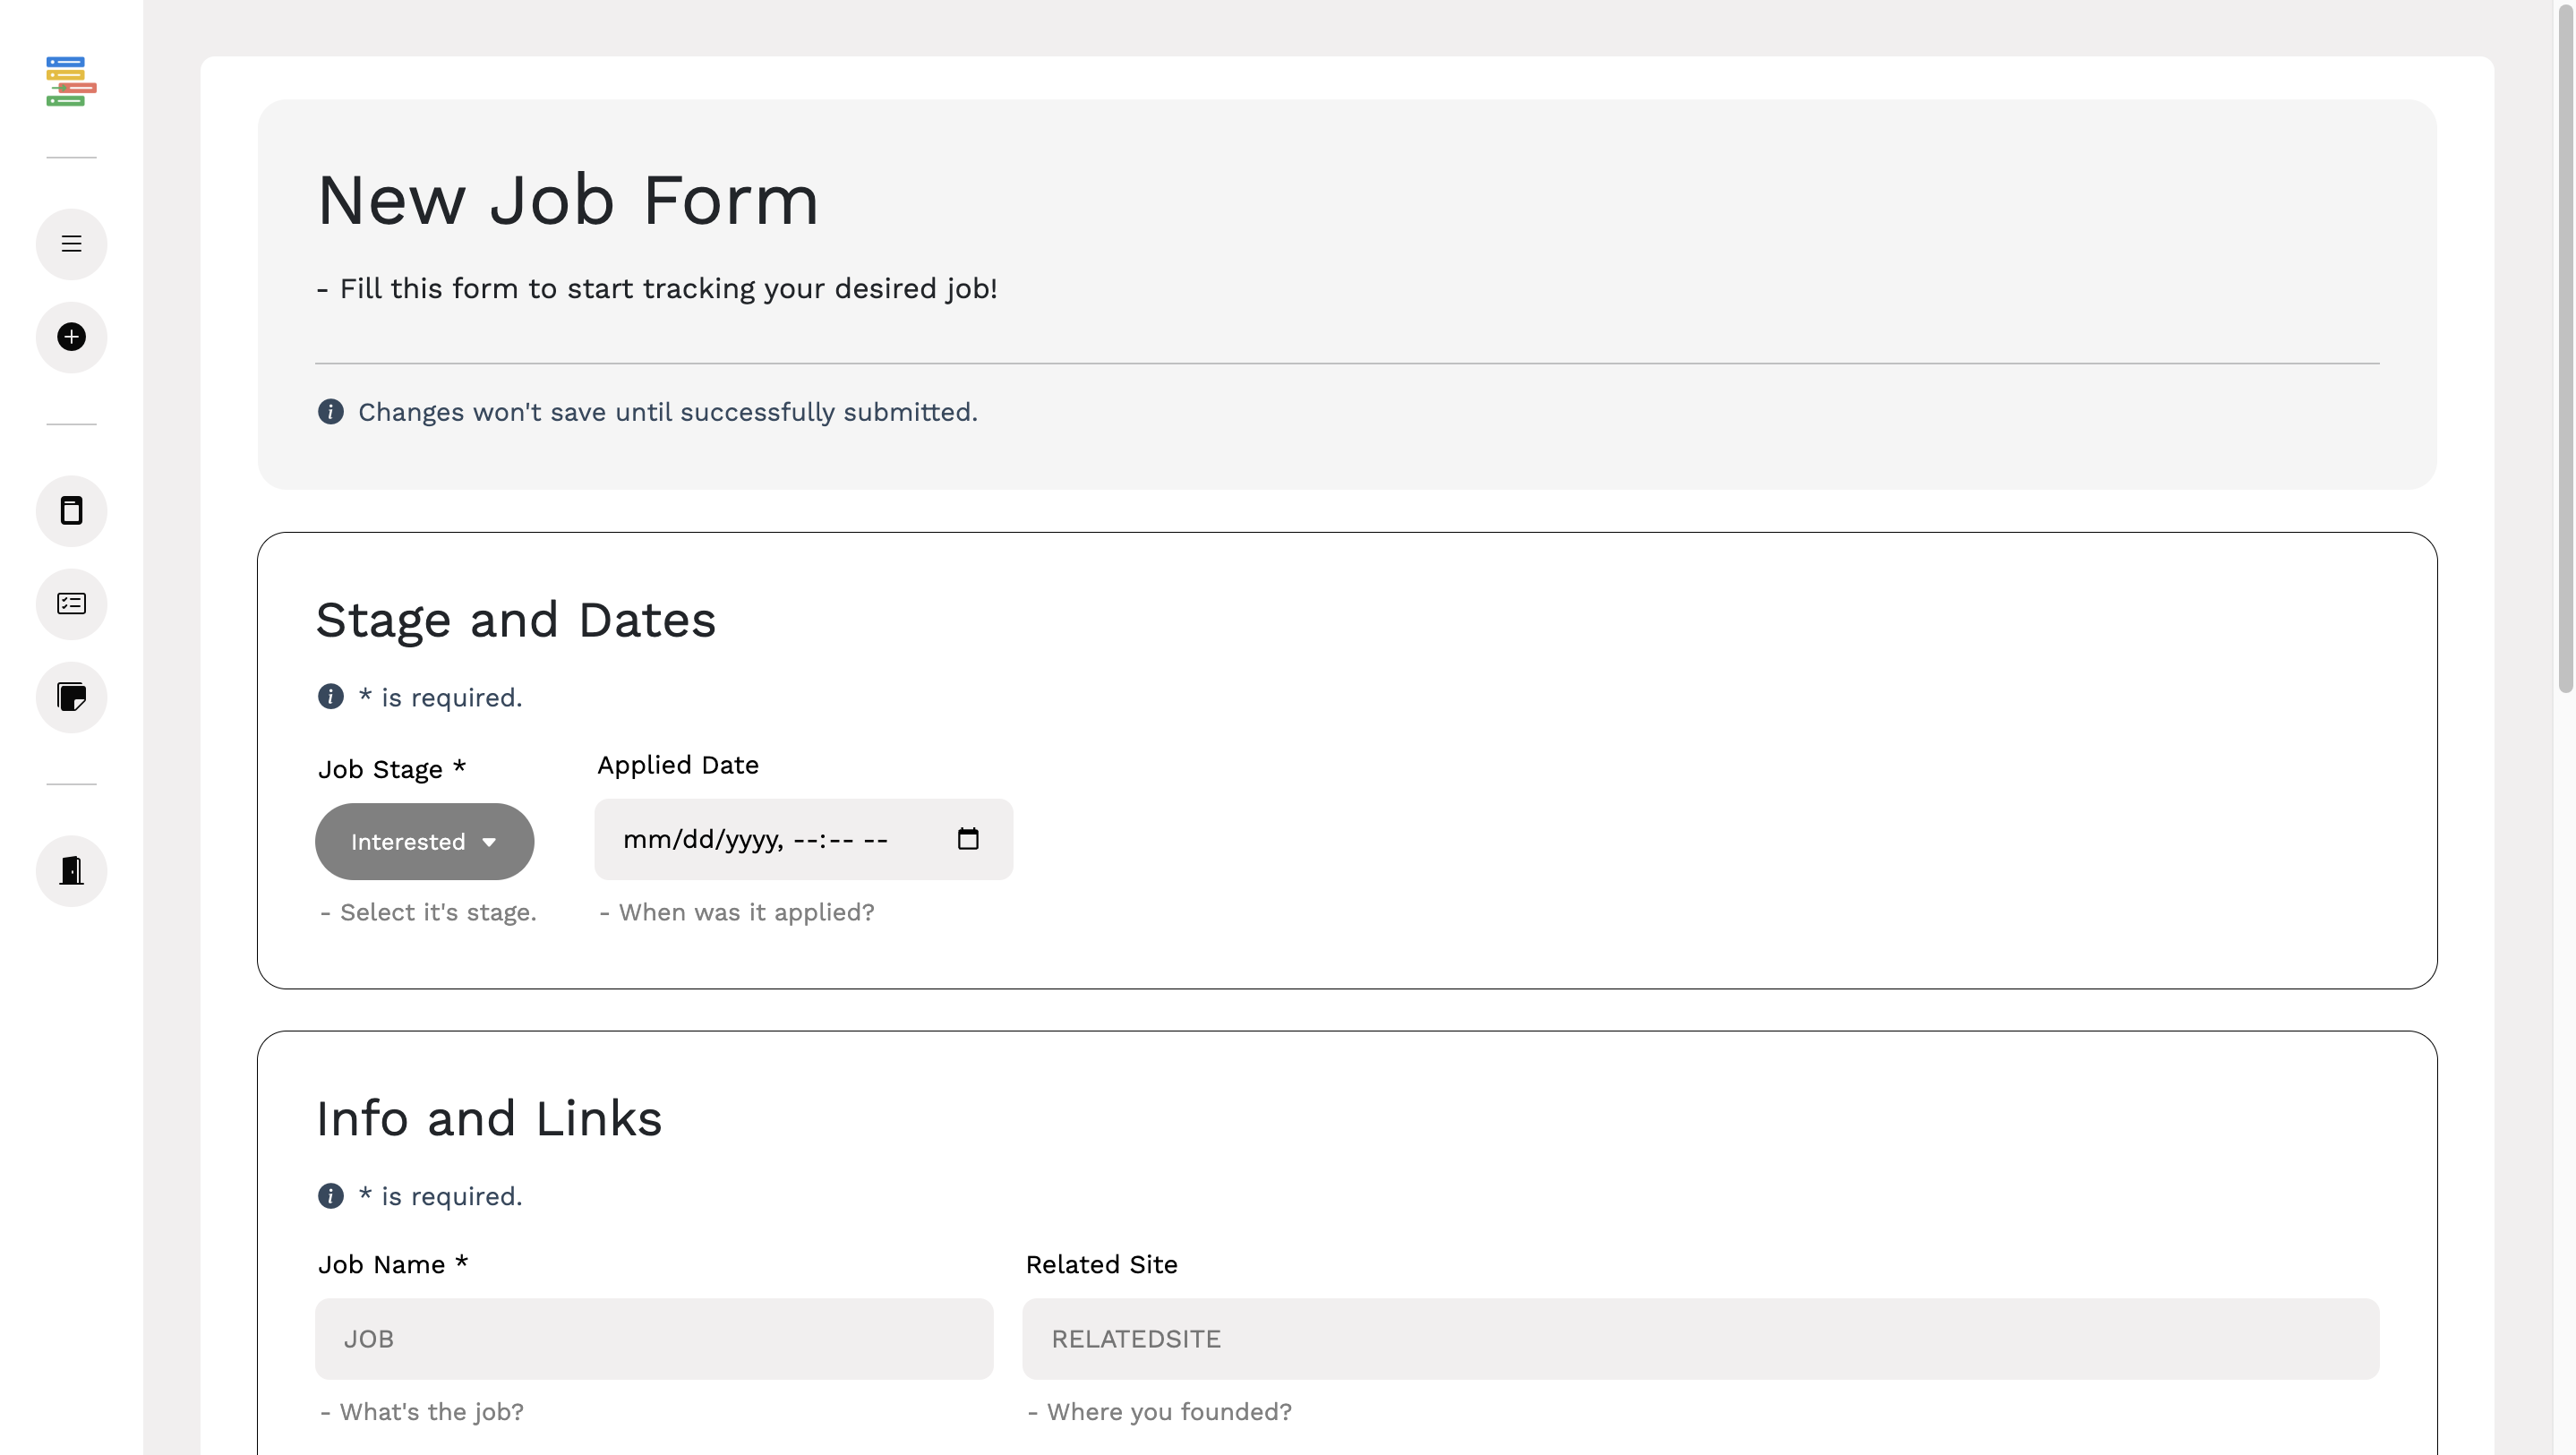 New Job Form
- Fill this form to start tracking your desired job!
Changes won't save until successfully submitted.
Stage and Dates
* is required.
Job Stage *
Applied Date
Interested
mm/dd/yyyy, --:-- --
- Select it's stage.
- When was it applied?
Info and Links
* is required.
Job Name *
Related Site
JOB
RELATEDSITE
- What's the job?
- Where you founded?